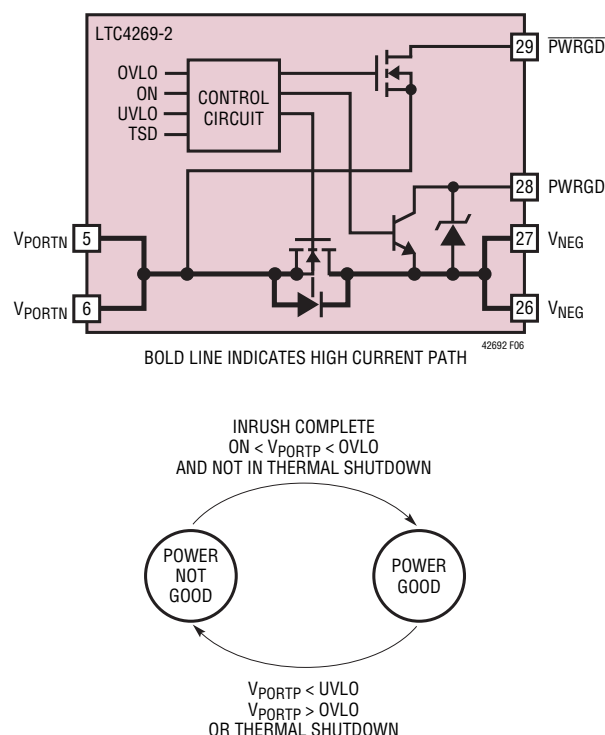 LTC4269-2
29 PWRGD
OVLO
ON
UVLO
TSD
CONTROL
CIRCUIT
28 PWRGD
VPORTN 5
27 VNEG
VPORTN 6
26 VNEG
42692 F06
BOLD LINE INDICATES HIGH CURRENT PATH
INRUSH COMPLETE
ON < VPORTP < OVLO
AND NOT IN THERMAL SHUTDOWN
POWER
NOT
GOOD
POWER
GOOD
VPORTP < UVLO
VPORTP > OVLO
OR THERMAL SHUTDOWN